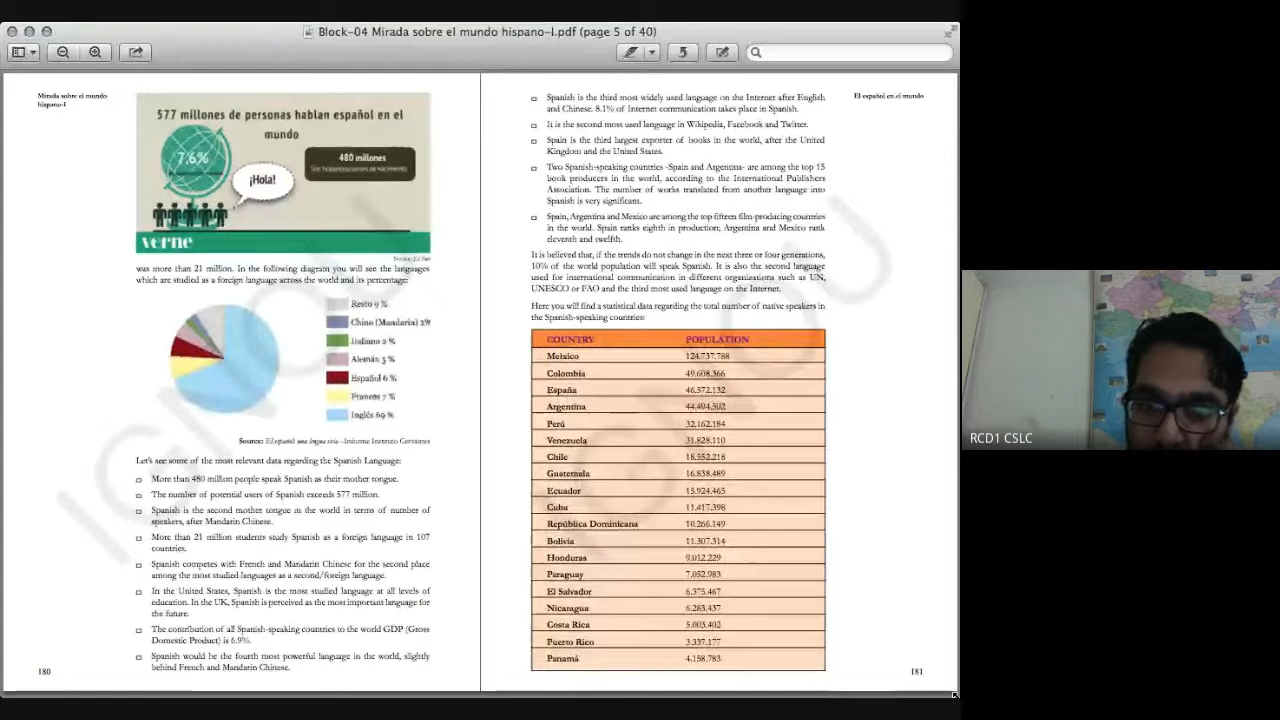 Block-04 Mirada sobre el mundo hispano-I.pdf (page 5 of 40)
Mirada sobre el mundo
hispano-I
577 millones de personas hablan español en el
mundo
7,6%
480 millones
¡Hola!
verne
was more than 21 million. In the following diagram you will see the languages
which are studied as a foreign language across the world and its percentage:
Resto 9 %
Chino (Mandarín)
Italiano 2 %
Alemán 5 %
Español 6 %
Francés 7 %
Inglés 69 %
Source: El español una lengua viva –Informe Instituto Cervantes
Let's see some of the most relevant data regarding the Spanish Language:
More than 480 million people speak Spanish as their mother tongue.
The number of potential users of Spanish exceeds 577 million.
Spanish is the second mother tongue in the world in terms of number of
speakers, after Mandarin Chinese.
More than 21 million students study Spanish as a foreign language in 107
countries.
Spanish competes with French and Mandarin Chinese for the second place
among the most studied languages as a second/foreign language.
In the United States, Spanish is the most studied language at all levels of
education. In the UK, Spanish is perceived as the most important language for
the future.
The contribution of all Spanish-speaking countries to the world GDP (Gross
Domestic Product) is 6.9%.
Spanish would be the fourth most powerful language in the world, slightly
behind French and Mandarin Chinese.
180
El español en el mundo
Spanish is the third most widely used language on the Internet after English
and Chinese. 8.1% of Internet communication takes place in Spanish.
It is the second most used language in Wikipedia, Facebook and Twitter.
Spain is the third largest exporter of books in the world, after the United
Kingdom and the United States.
Two Spanish-speaking countries -Spain and Argentina- are among the top 15
book producers in the world, according to the International Publishers
Association. The number of works translated from another language into
Spanish is very significant.
Spain, Argentina and Mexico are among the top fifteen film-producing countries
in the world. Spain ranks eighth in production; Argentina and Mexico rank
eleventh and twelfth.
It is believed that, if the trends do not change in the next three or four generations,
10% of the world population will speak Spanish. It is also the second language
used for international communication in different organizations such as UN,
UNESCO or FAO and the third most used language on the Internet.
Here you will find a statistical data regarding the total number of native speakers in
the Spanish-speaking countries:
COUNTRY POPULATION
Meixico 124.737.788
Colombia 49.608.366
España 46.572.132
Argentina 44.494.502
Perú 32.162.184
Venezuela 31.828.110
Chile 18.552.218
Guatemala 16.838.489
Ecuador 15.924.465
Cuba 11.417.398
República Dominicana 10.266.149
Bolivia 11.307.314
Honduras 9.012.229
Paraguay 7.052.983
El Salvador 6.375.467
Nicaragua 6.283.437
Costa Rica 5.003.402
Puerto Rico 3.337.177
Panamá 4.158.783
181
IGNOU
RCD1 CSLC